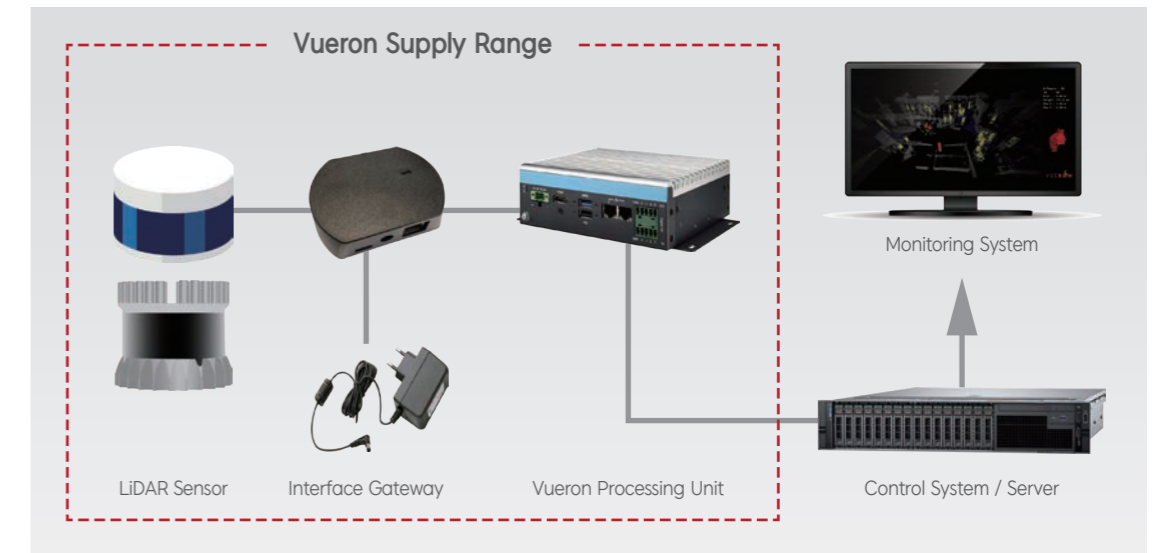 Vueron Supply Range
Monitoring System
LiDAR Sensor
Interface Gateway
Vueron Processing Unit
Control System / Server